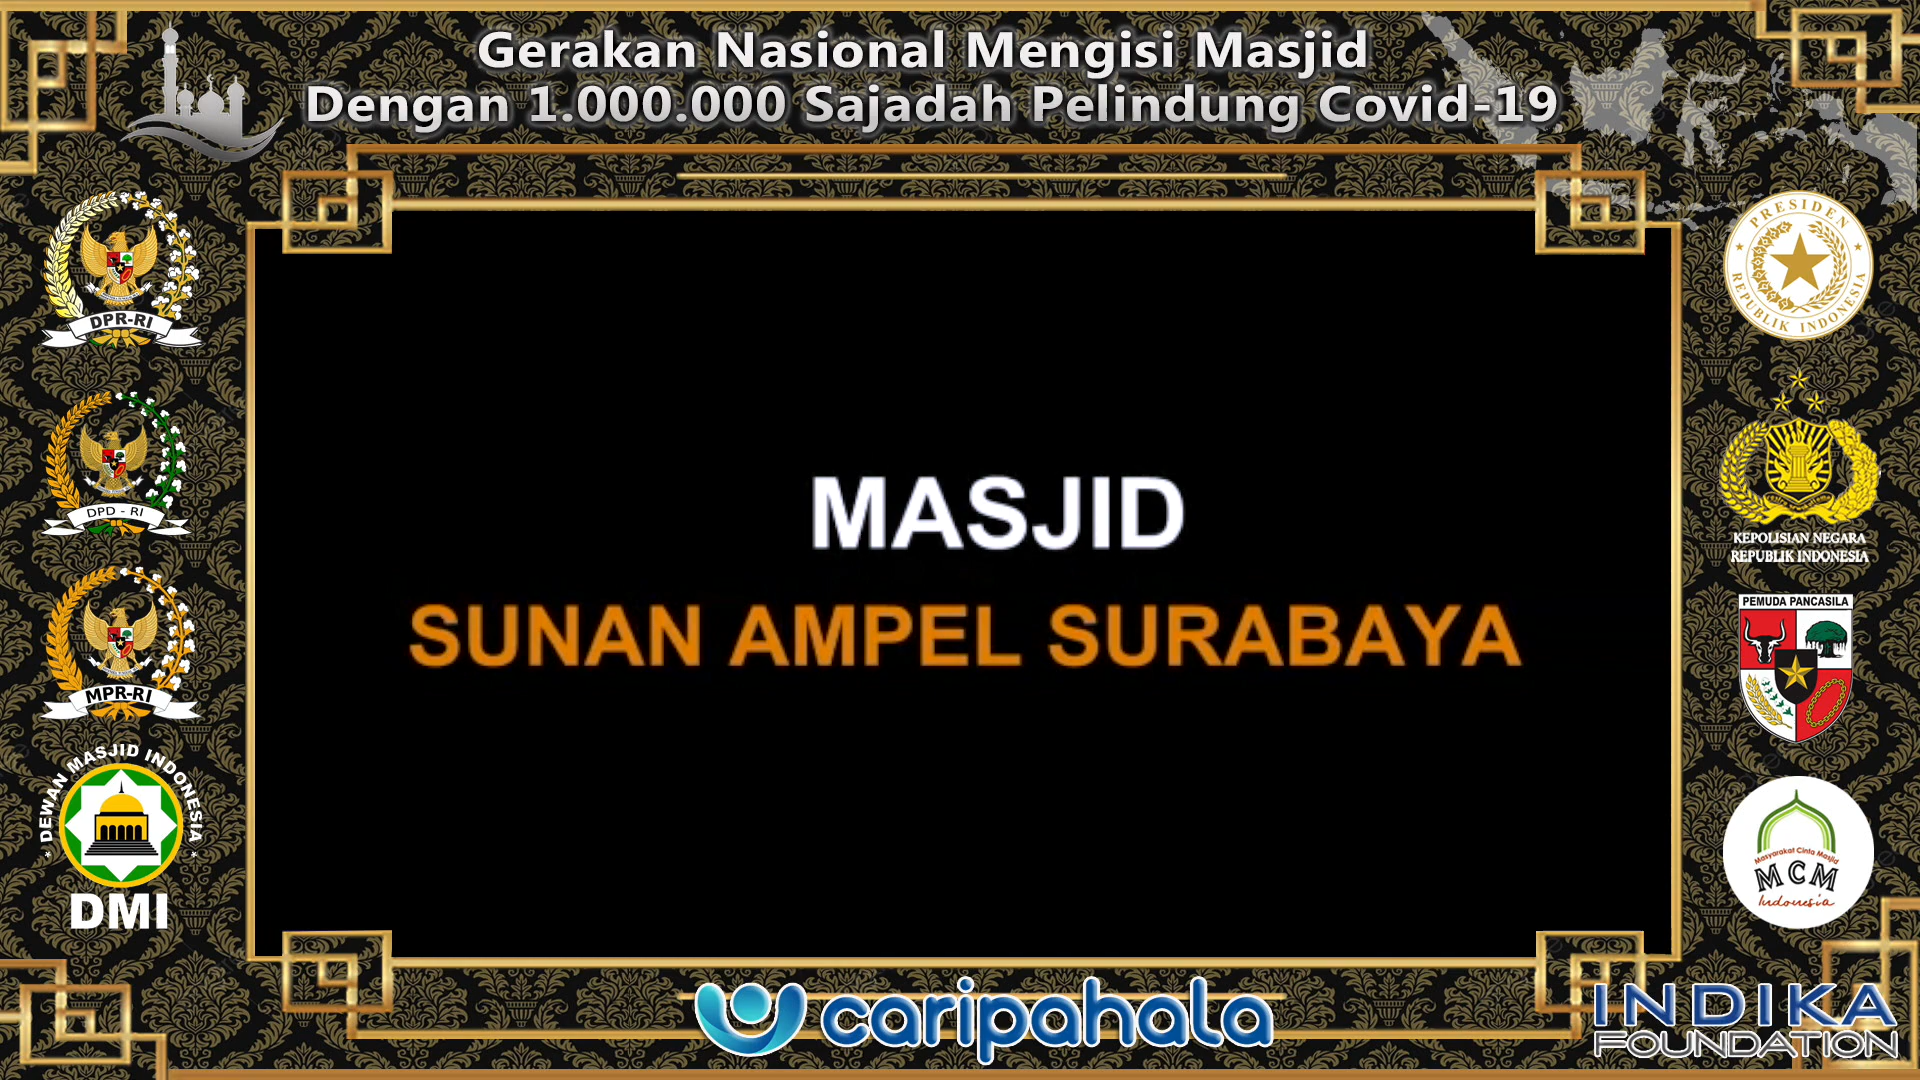 Gerakan Nasional Mengisi Masjid
Dengan 1.000.000 Sajadah Pelindung Covid-19
DPR-RI
DPD - RI
MPR-RI
DEWAN MASJID INDONESIA
DMI
MASJID
SUNAN AMPEL SURABAYA
PRESIDEN
REPUBLIK INDONESIA
KEPOLISIAN NEGARA
REPUBLIK INDONESIA
PEMUDA PANCASILA
Masyarakat Cinta Masjid
MCM
Indonesia
caripahala
INDIKA
FOUNDATION